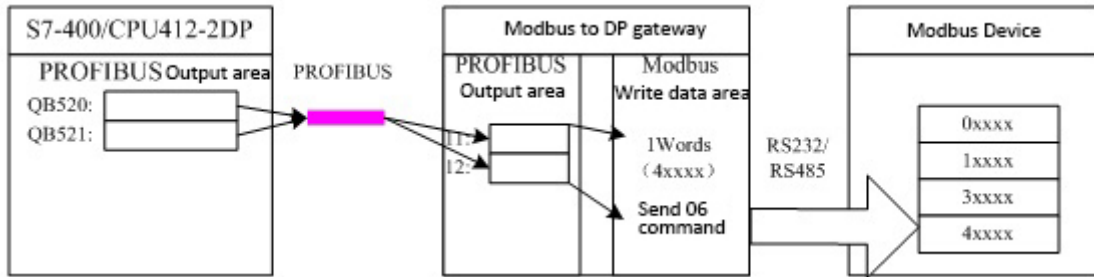 S7-400/CPU412-2DP
PROFIBUS Output area
QB520:
QB521:
PROFIBUS
Modbus to DP gateway
PROFIBUS
Output area
11:
12:
Modbus
Write data area
1Words
(4xxxx)
Send 06
command
RS232/
RS485
Modbus Device
0xxxx
1xxxx
3xxxx
4xxxx